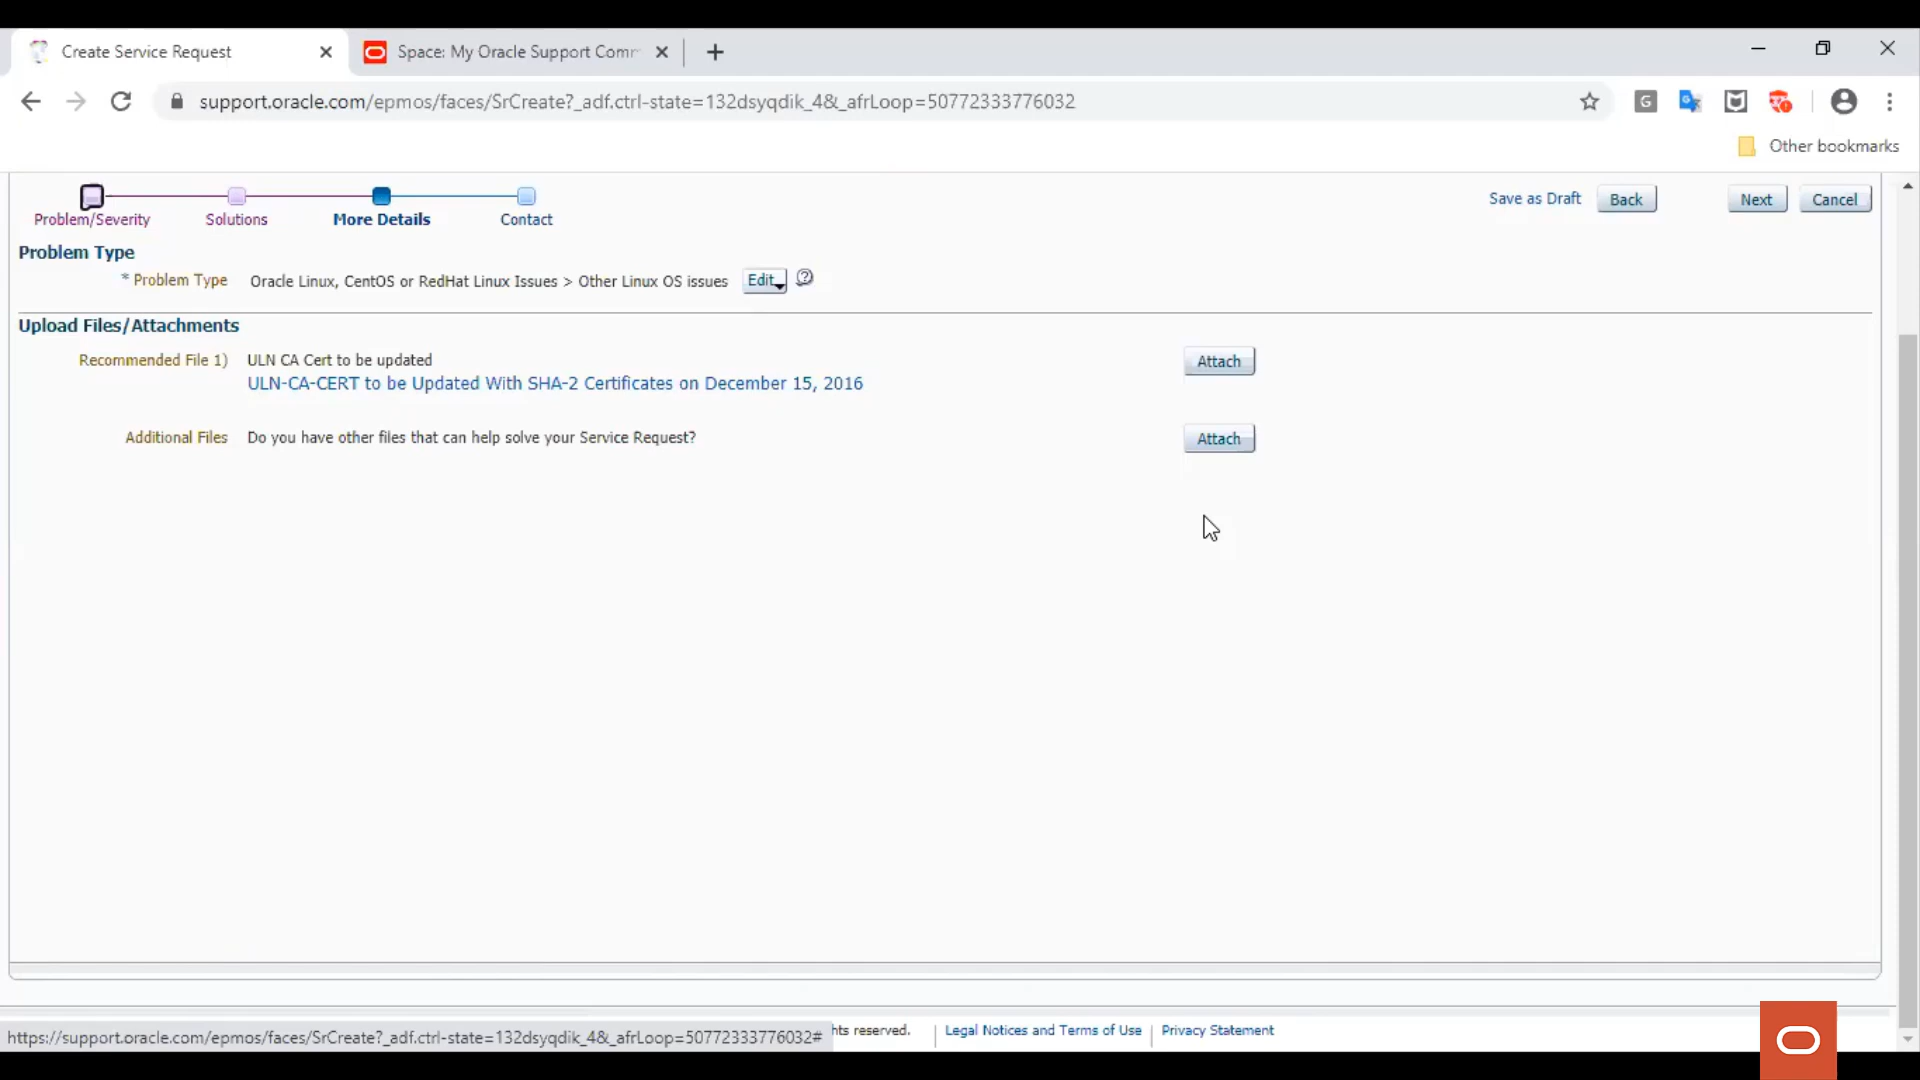 Create Service Request
Space: My Oracle Support Comm
support.oracle.com/epmos/faces/SrCreate?_adf.ctrl-state=132dsyqdik_4&_afrLoop=50772333776032
G
Other bookmarks
Problem/Severity Solutions More Details Contact
Save as Draft Back Next Cancel
Problem Type
* Problem Type Oracle Linux, CentOS or RedHat Linux Issues > Other Linux OS issues Edit
Upload Files/Attachments
Recommended File 1) ULN CA Cert to be updated Attach
ULN-CA-CERT to be Updated With SHA-2 Certificates on December 15, 2016
Additional Files Do you have other files that can help solve your Service Request? Attach
https://support.oracle.com/epmos/faces/SrCreate?_adf.ctrl-state=132dsyqdik_4&_afrLoop=50772333776032#
hts reserved. Legal Notices and Terms of Use Privacy Statement